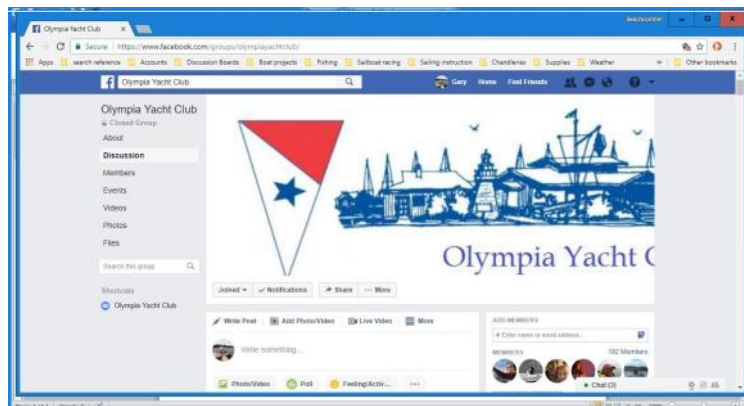 Beachcomber
Olympia Yacht Club
Secure https://www.facebook.com/groups/olympiayachtclub/
Apps search reference Accounts Discussion Boards Boat projects Fishing Sailboat racing Sailing instruction Chandleries Supplies Weather » Other bookmarks
Olympia Yacht Club Gary Home Find Friends
Olympia Yacht Club
Closed Group
About
Discussion
Members
Events
Videos
Photos
Files
Search this group
Shortcuts
Olympia Yacht Club
Olympia Yacht C
Joined Notifications Share More
Write Post Add Photo/Video Live Video More
Write something...
Photo/Video Poll Feeling/Activ...
ADD MEMBERS
+ Enter name or email address...
MEMBERS 192 Members
Chat (3)